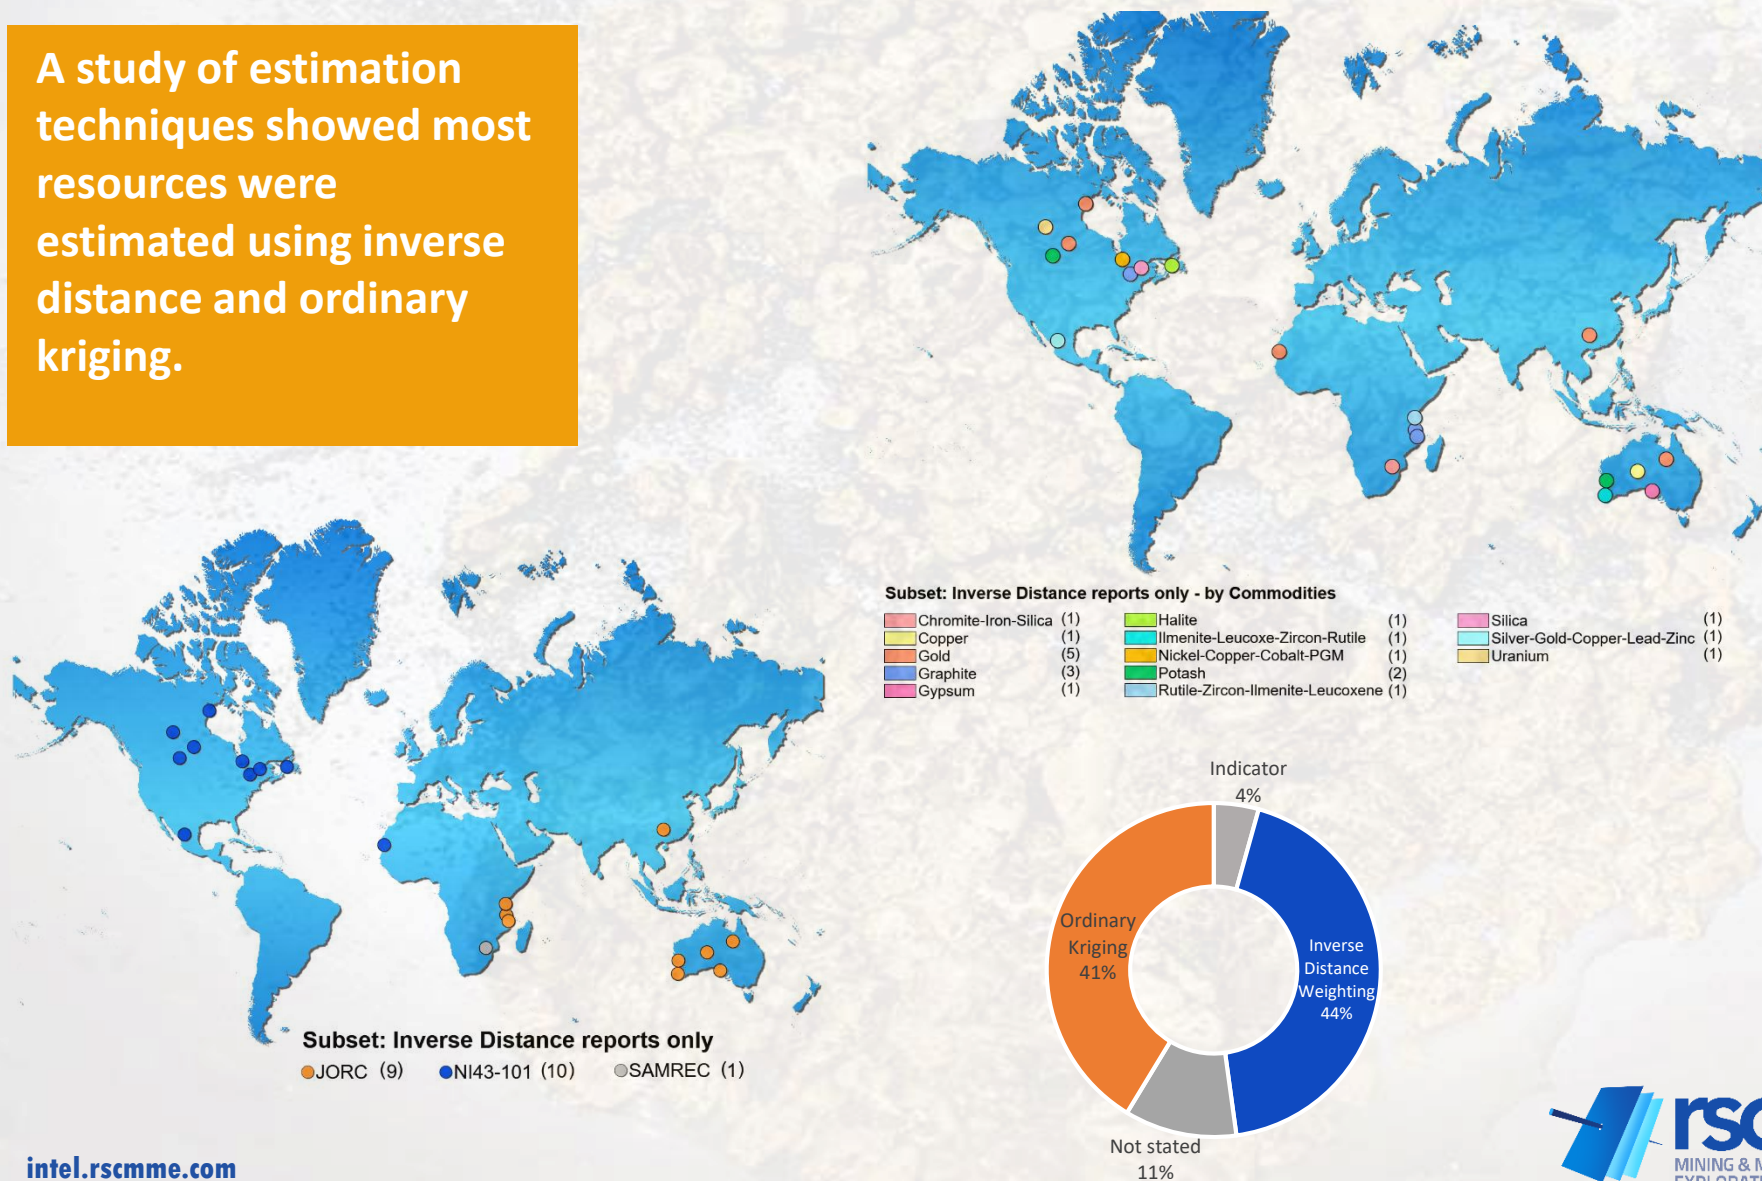 A study of estimation
techniques showed most
resources were
estimated using inverse
distance and ordinary
kriging.
Subset: Inverse Distance reports only - by Commodities
Chromite-Iron-Silica (1)
Copper (1)
Gold (5)
Graphite (3)
Gypsum (1)
Halite (1)
Ilmenite-Leucoxe-Zircon-Rutile (1)
Nickel-Copper-Cobalt-PGM (1)
Potash (2)
Rutile-Zircon-Ilmenite-Leucoxene (1)
Silica (1)
Silver-Gold-Copper-Lead-Zinc (1)
Uranium (1)
Subset: Inverse Distance reports only
JORC (9) NI43-101 (10) SAMREC (1)
Indicator
4%
Ordinary
Kriging
41%
Inverse
Distance
Weighting
44%
Not stated
11%
intel.rscmme.com
rsc
MINING & M